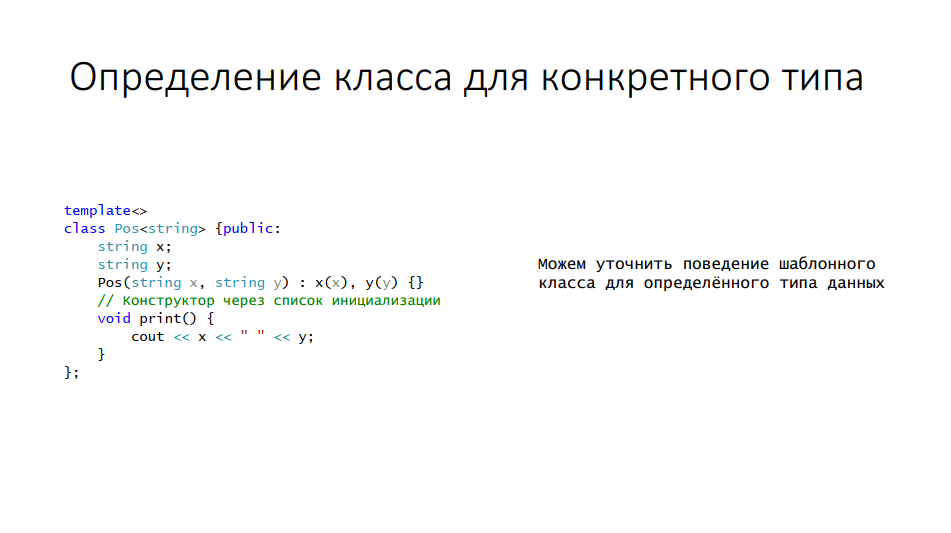 Определение класса для конкретного типа
template<>
class Pos<string> {public:
    string x;
    string y;
    Pos(string x, string y) : x(x), y(y) {}
    // Конструктор через список инициализации
    void print() {
        cout << x << " " << y;
    }
};
Можем уточнить поведение шаблонного
класса для определённого типа данных